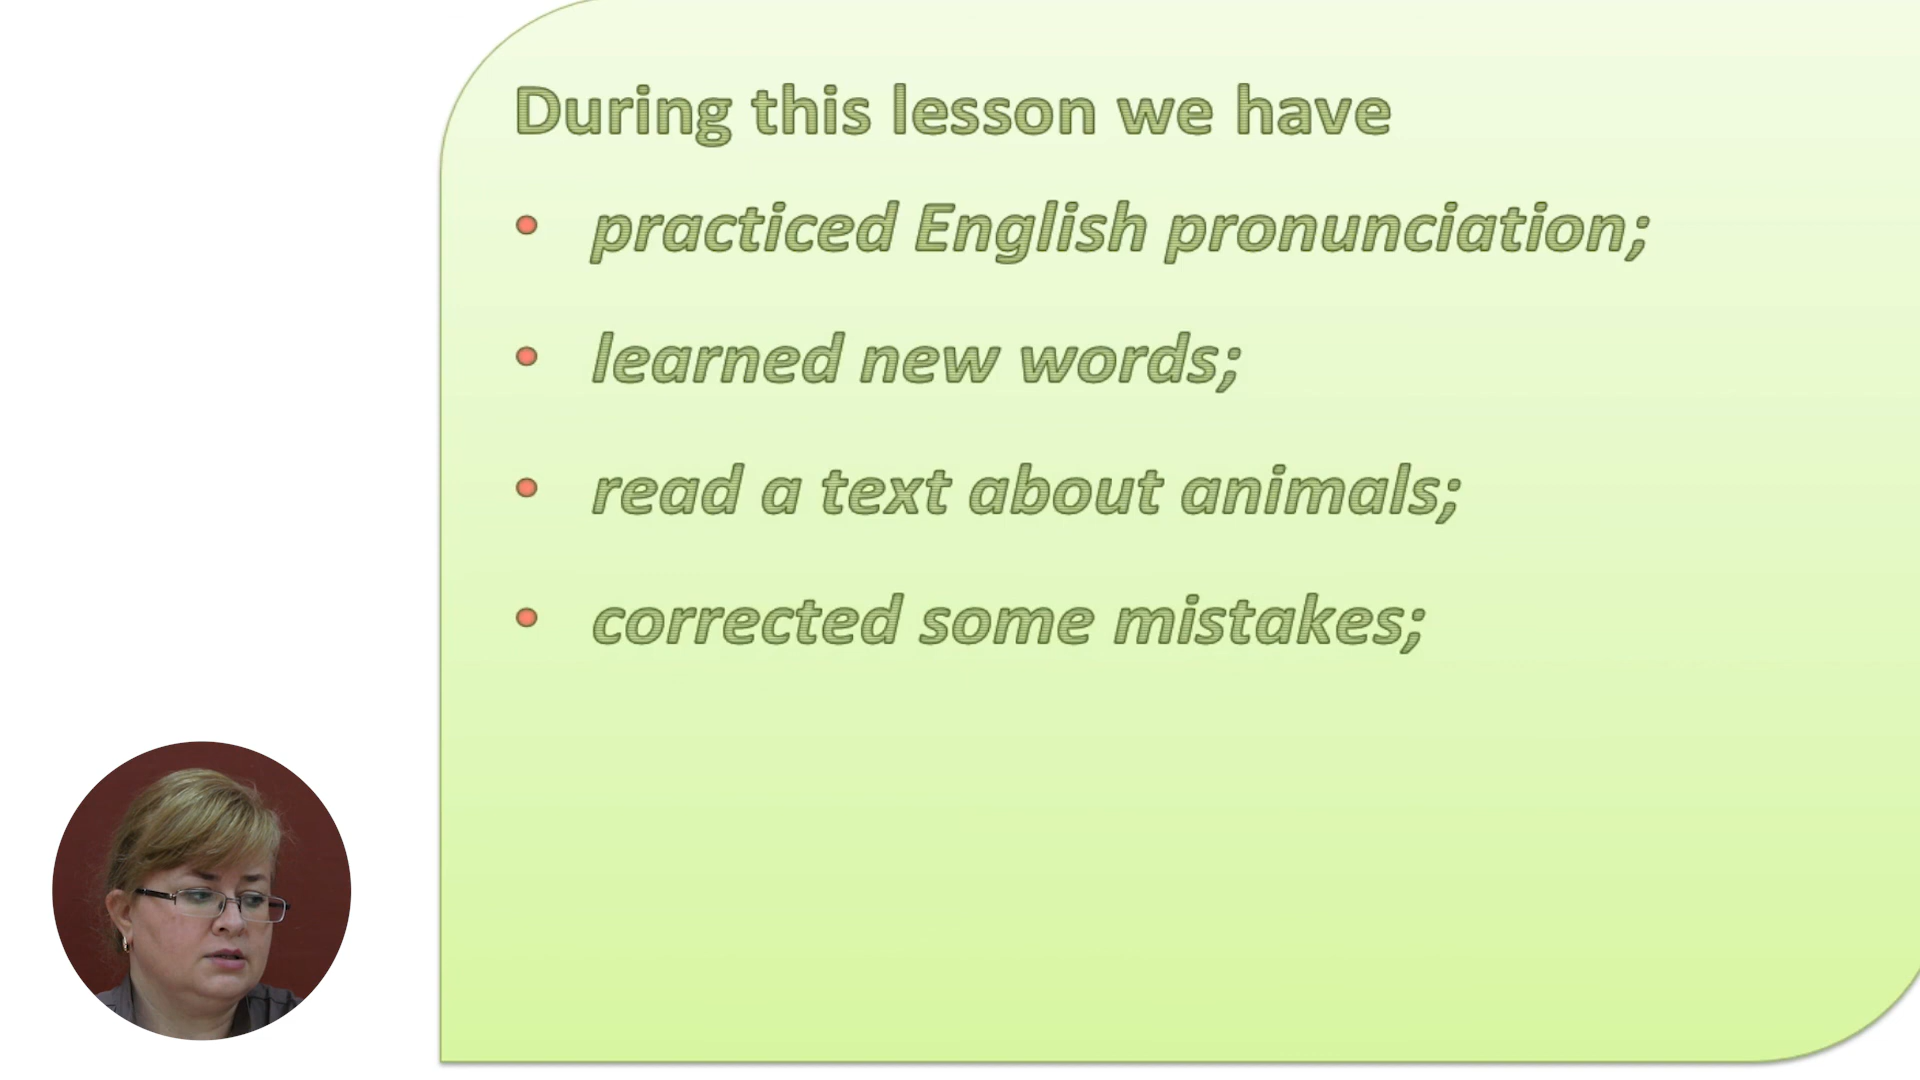 During this lesson we have
• practiced English pronunciation;
• learned new words;
• read a text about animals;
• corrected some mistakes;